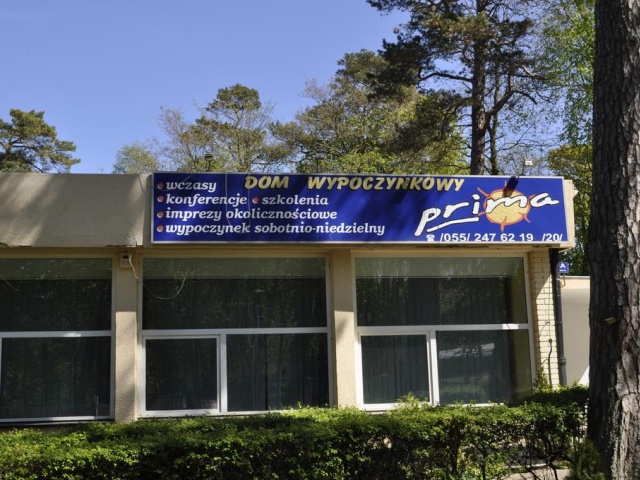 DOM WYPOCZYNKOWY
wczasy
konferencje szkolenia
imprezy okolicznościowe
wypoczynek sobotnio-niedzielny
prima
/055/ 247 62 19 /20/
A